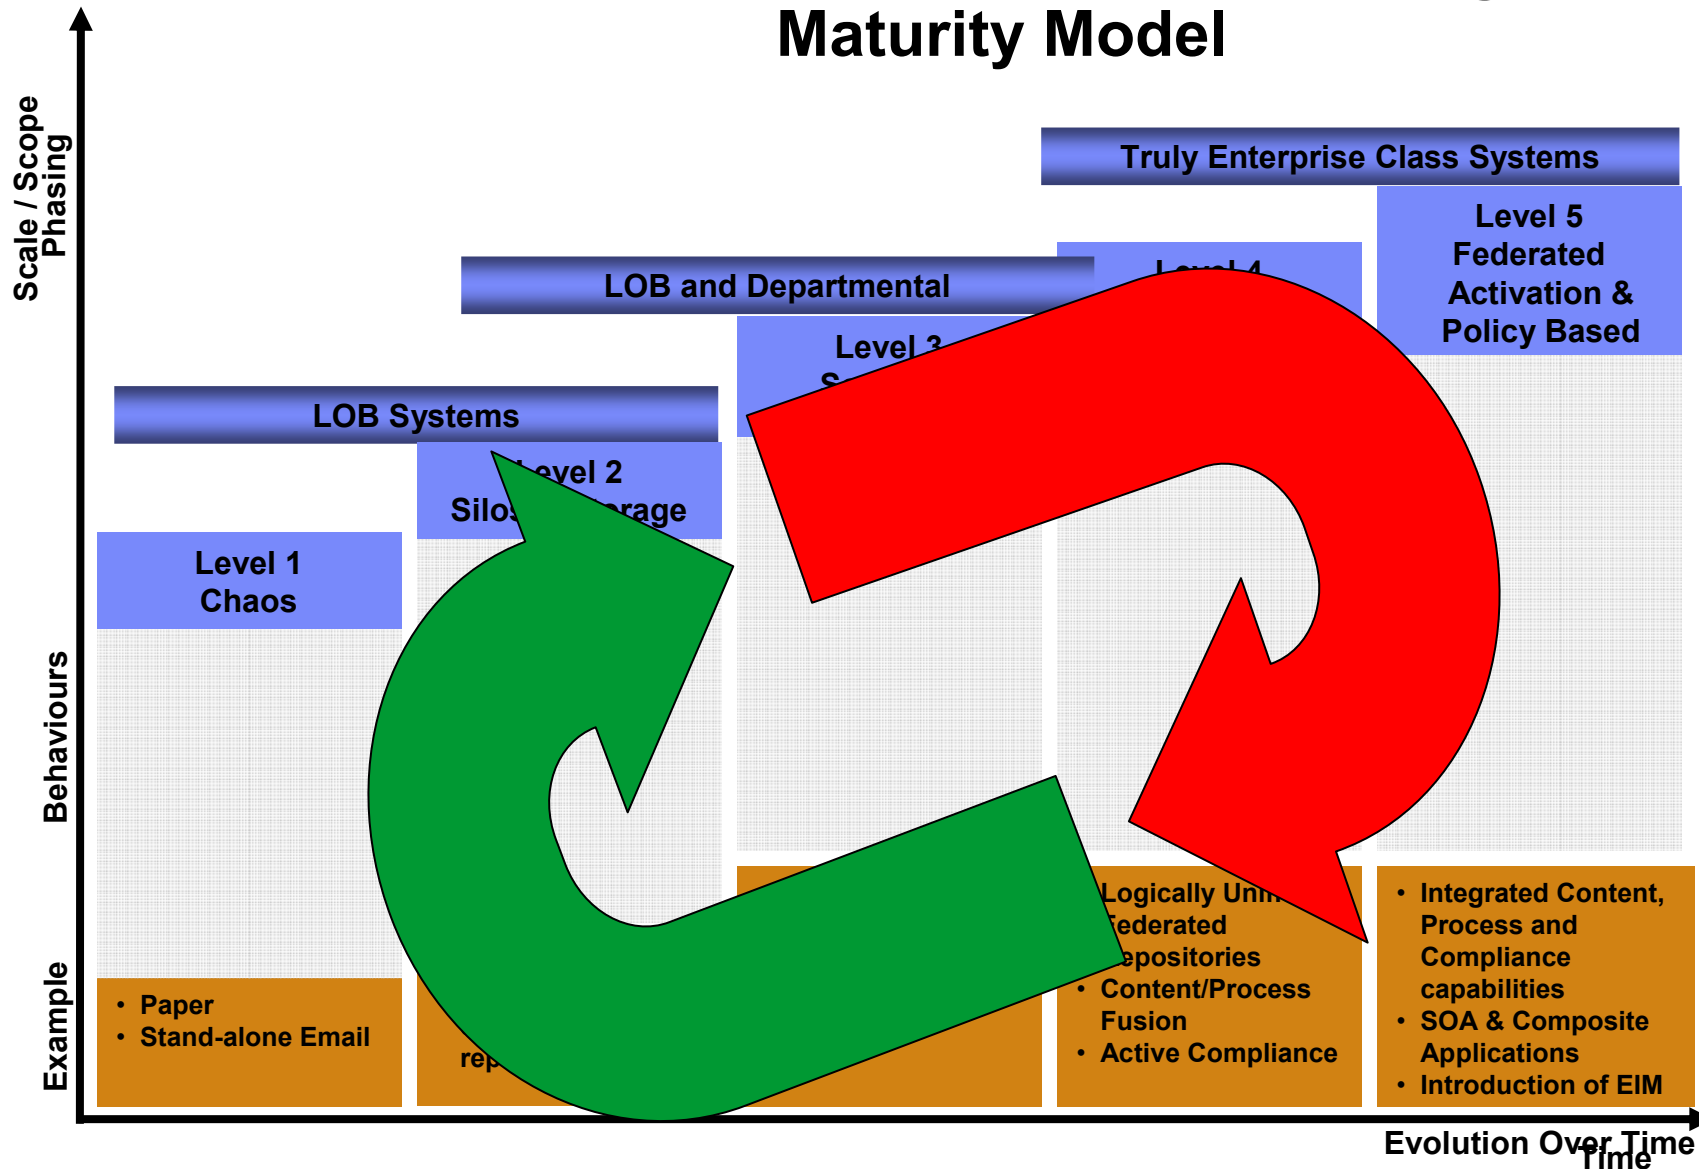 Maturity Model
Scale / Scope
Phasing
Behaviours
Example
Truly Enterprise Class Systems
LOB and Departmental
LOB Systems
Level 1
Chaos
Level 2
Level 3
Level 4
Level 5
Federated
Activation &
Policy Based
• Paper
• Stand-alone Email
Logically
Federated
Repositories
• Content/Process
Fusion
• Active Compliance
• Integrated Content,
Process and
Compliance
capabilities
• SOA & Composite
Applications
• Introduction of EIM
Evolution Over Time
Time